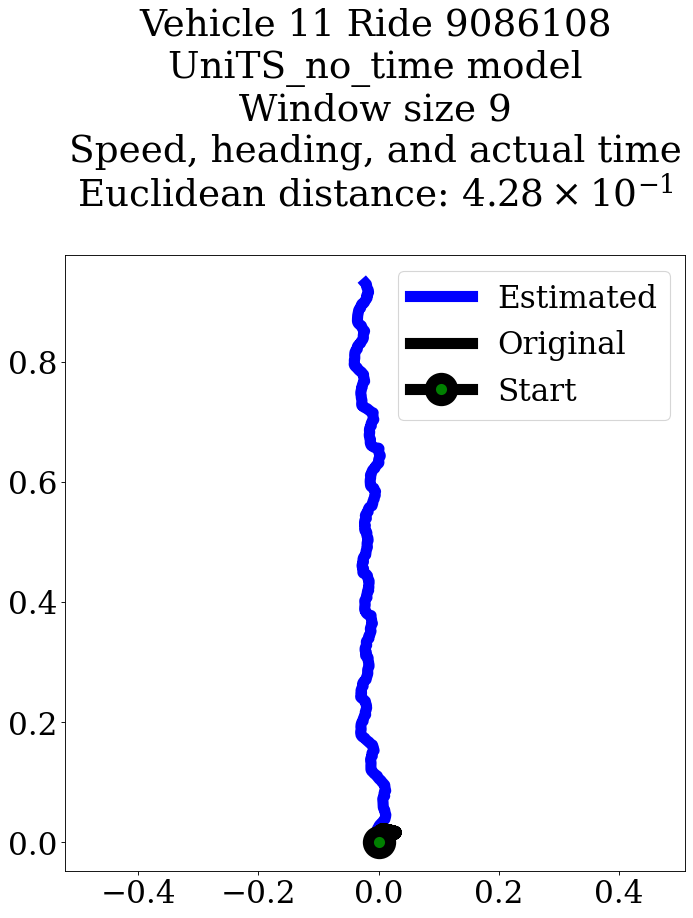 Vehicle 11 Ride 9086108
UniTS_no_time model
Window size 9
Speed, heading, and actual time
Euclidean distance: 4.28 × 10⁻¹
Estimated
Original
Start
0.8
0.6
0.4
0.2
0.0
−0.4 −0.2 0.0 0.2 0.4